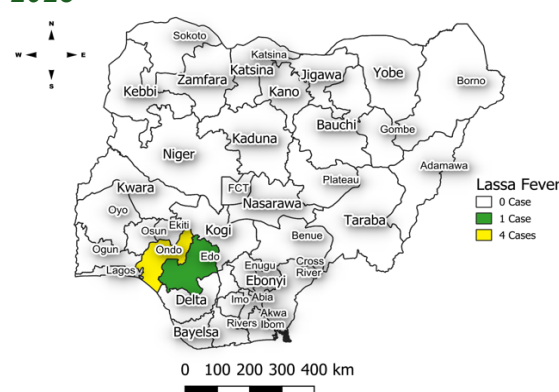 N
W E
S
Sokoto
Katsina
Katsina
Jigawa
Yobe
Borno
Zamfara
Kebbi
Kano
Bauchi
Gombe
Kaduna
Niger
Adamawa
Plateau
FCT
Kwara
Nasarawa
Taraba
Oyo
Ekiti
Osun
Kogi
Benue
Ondo
Ogun
Edo
Lagos
Enugu
Cross
River
Ebonyi
Delta
Imo
Abia
Akwa
Ibom
Rivers
Bayelsa
Lassa Fever
0 Case
1 Case
4 Cases
0 100 200 300 400 km